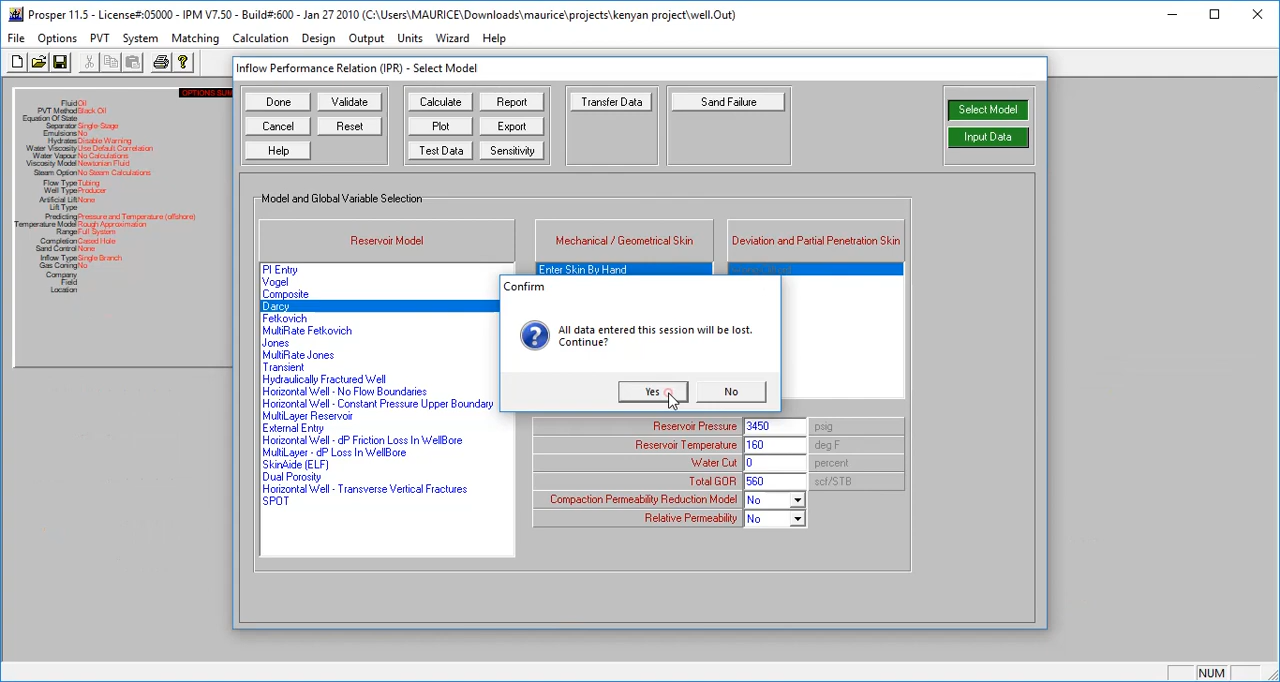 Prosper 11.5 - License#:05000 - IPM V7.50 - Build#:600 - Jan 27 2010 (C:\Users\MAURICE\Downloads\maurice\projects\kenyan project\well.Out)
File Options PVT System Matching Calculation Design Output Units Wizard Help
Inflow Performance Relation (IPR) - Select Model
Done Validate Calculate Report Transfer Data Sand Failure Select Model
Cancel Reset Plot Export Input Data
Help Test Data Sensitivity
OPTIONS SUM
Fluid Oil
PVT Method Black Oil
Equation Of State
Separator Single-Stage
Emulsions No
Hydrates Disable Warning
Water Viscosity Use Default Correlation
Water Vapour No Calculations
Viscosity Model Newtonian Fluid
Steam Option No Steam Calculations
Flow Type Tubing
Well Type Producer
Artificial Lift None
Lift Type
Predicting Pressure and Temperature (offshore)
Temperature Model Rough Approximation
Range Full System
Completion Cased Hole
Sand Control None
Inflow Type Single Branch
Gas Coning No
Company
Field
Location
Model and Global Variable Selection
Reservoir Model Mechanical / Geometrical Skin Deviation and Partial Penetration Skin
PI Entry
Vogel
Composite
Darcy
Fetkovich
MultiRate Fetkovich
Jones
MultiRate Jones
Transient
Hydraulically Fractured Well
Horizontal Well - No Flow Boundaries
Horizontal Well - Constant Pressure Upper Boundary
MultiLayer Reservoir
External Entry
Horizontal Well - dP Friction Loss In WellBore
MultiLayer - dP Loss In WellBore
SkinAide (ELF)
Dual Porosity
Horizontal Well - Transverse Vertical Fractures
SPOT
Enter Skin By Hand
Confirm
All data entered this session will be lost.
Continue?
Yes No
Reservoir Pressure 3450 psig
Reservoir Temperature 160 deg F
Water Cut 0 percent
Total GOR 560 scf/STB
Compaction Permeability Reduction Model No
Relative Permeability No
NUM